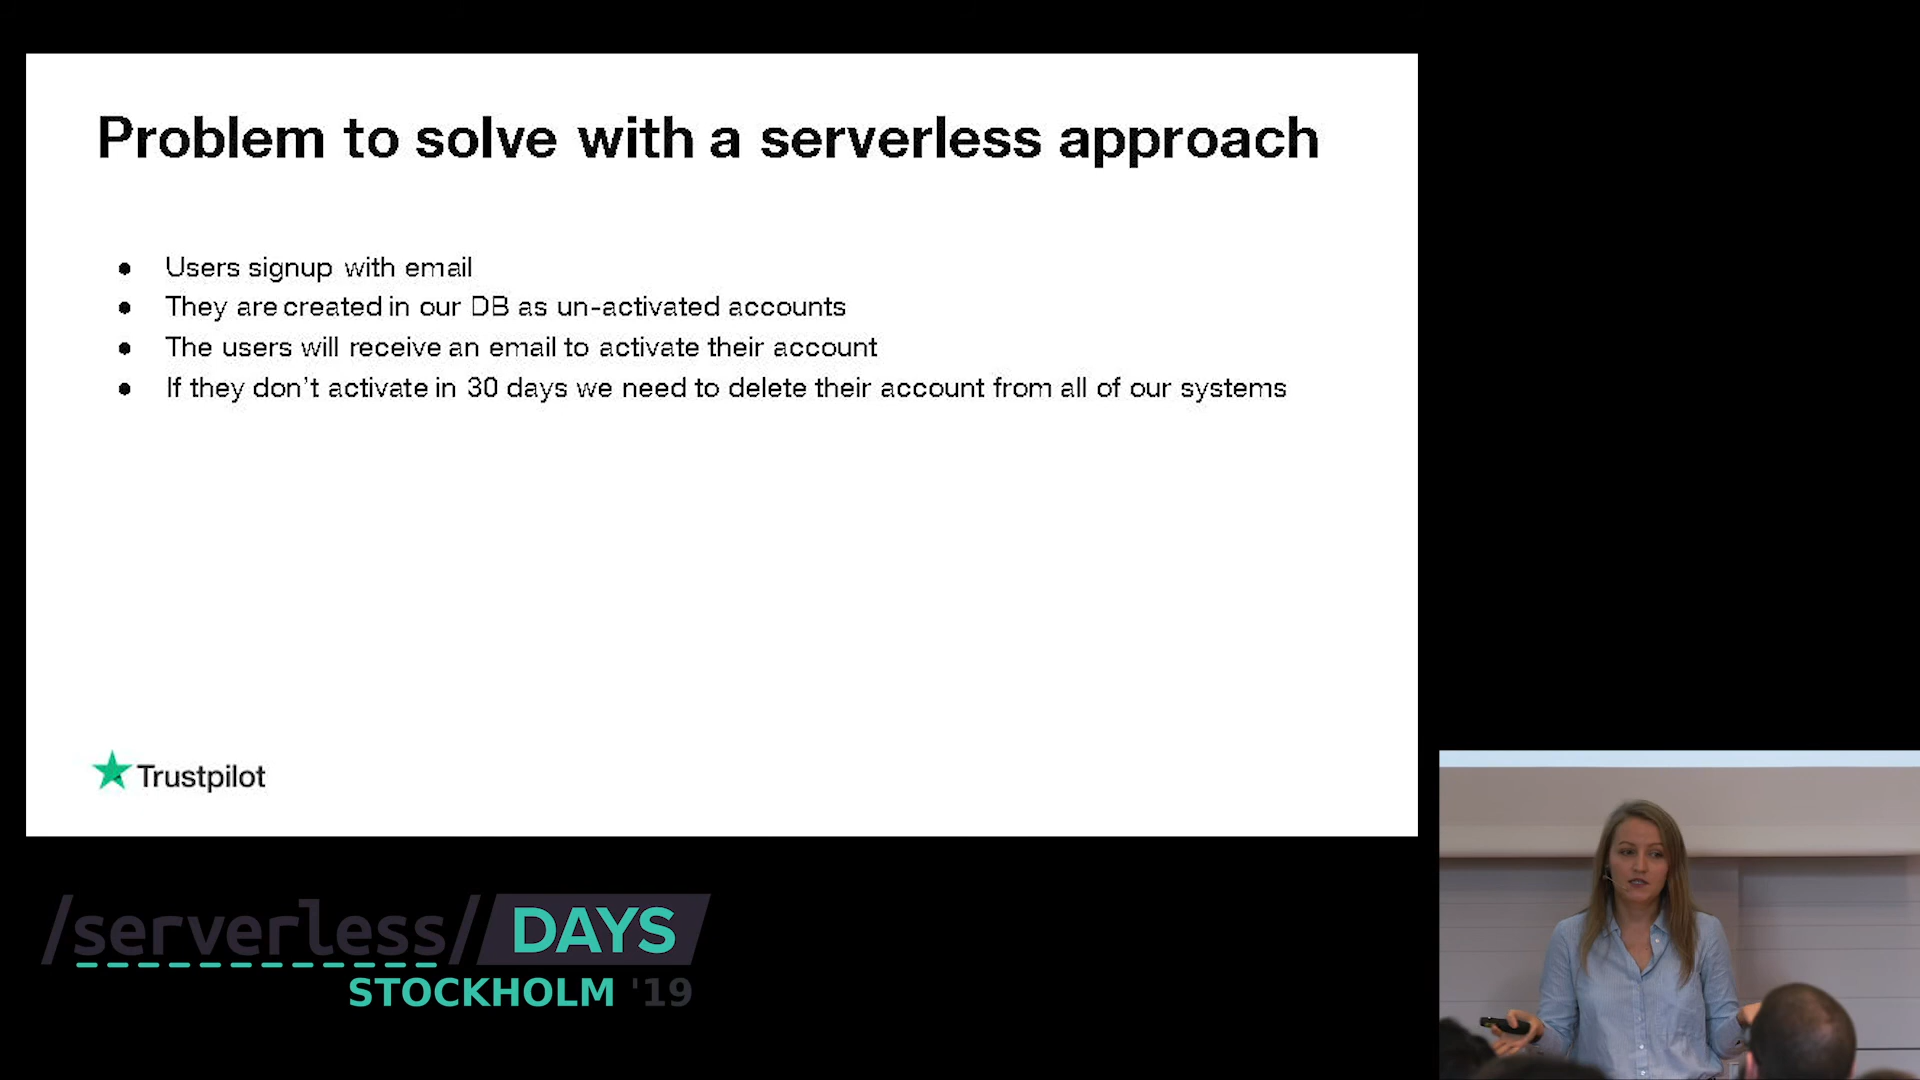 Problem to solve with a serverless approach
● Users signup with email
● They are created in our DB as un-activated accounts
● The users will receive an email to activate their account
● If they don't activate in 30 days we need to delete their account from all of our systems
Trustpilot
/serverless/ DAYS
STOCKHOLM '19